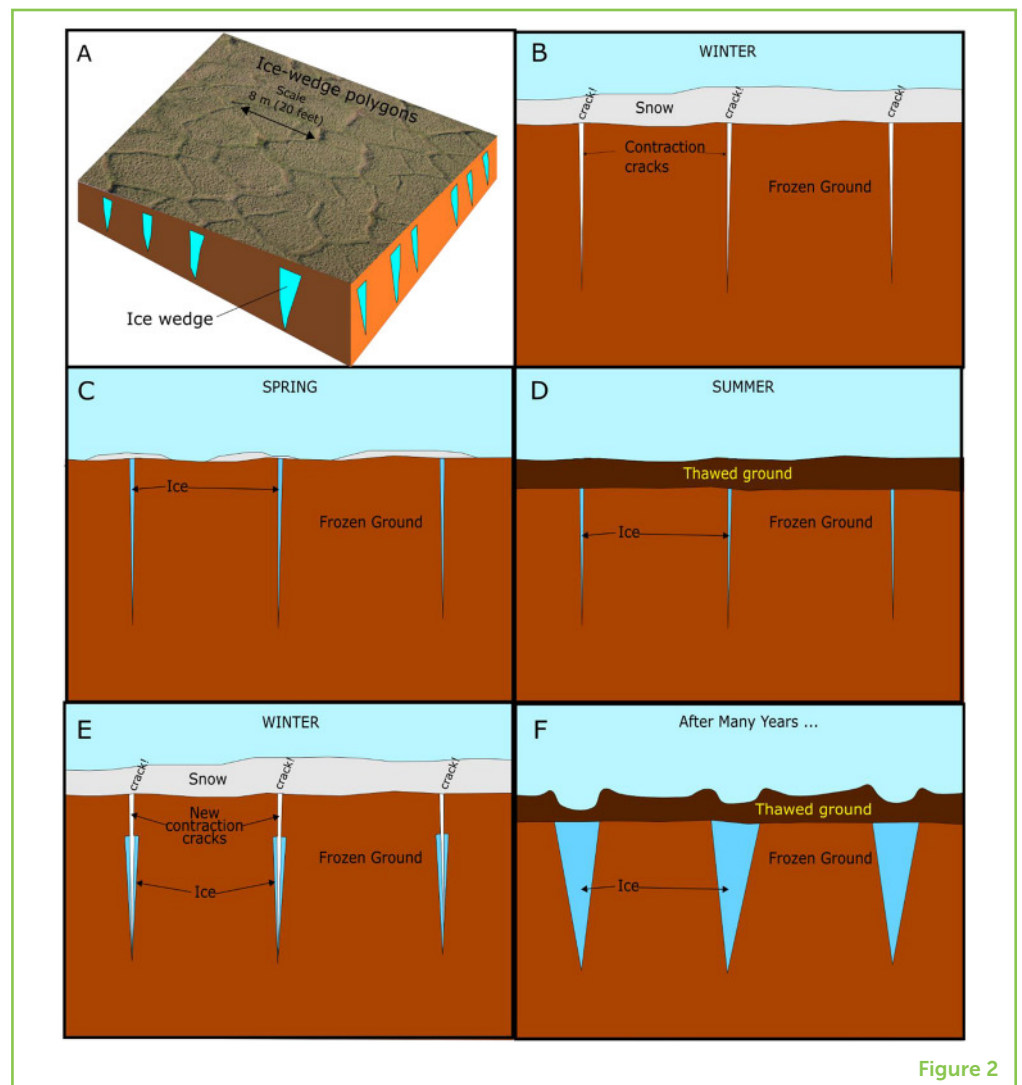 A
Ice-wedge polygons
Scale
8 m (20 feet)
Ice wedge
B
WINTER
crack!
crack!
crack!
Snow
Contraction
cracks
Frozen Ground
C
SPRING
Ice
Frozen Ground
D
SUMMER
Thawed ground
Ice
Frozen Ground
E
WINTER
crack!
crack!
crack!
Snow
New
contraction
cracks
Frozen Ground
Ice
F
After Many Years ...
Thawed ground
Frozen Ground
Ice
Figure 2